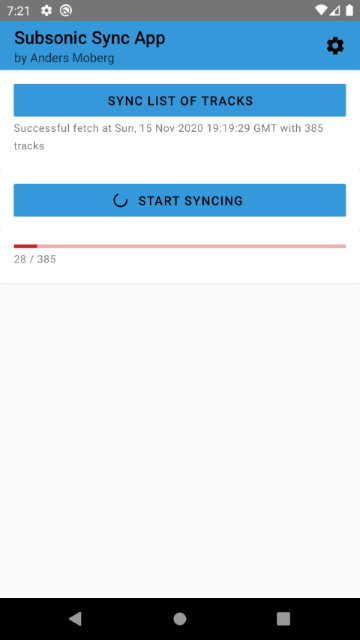 7:21
Subsonic Sync App
by Anders Moberg
SYNC LIST OF TRACKS
Successful fetch at Sun, 15 Nov 2020 19:19:29 GMT with 385
tracks
START SYNCING
28 / 385